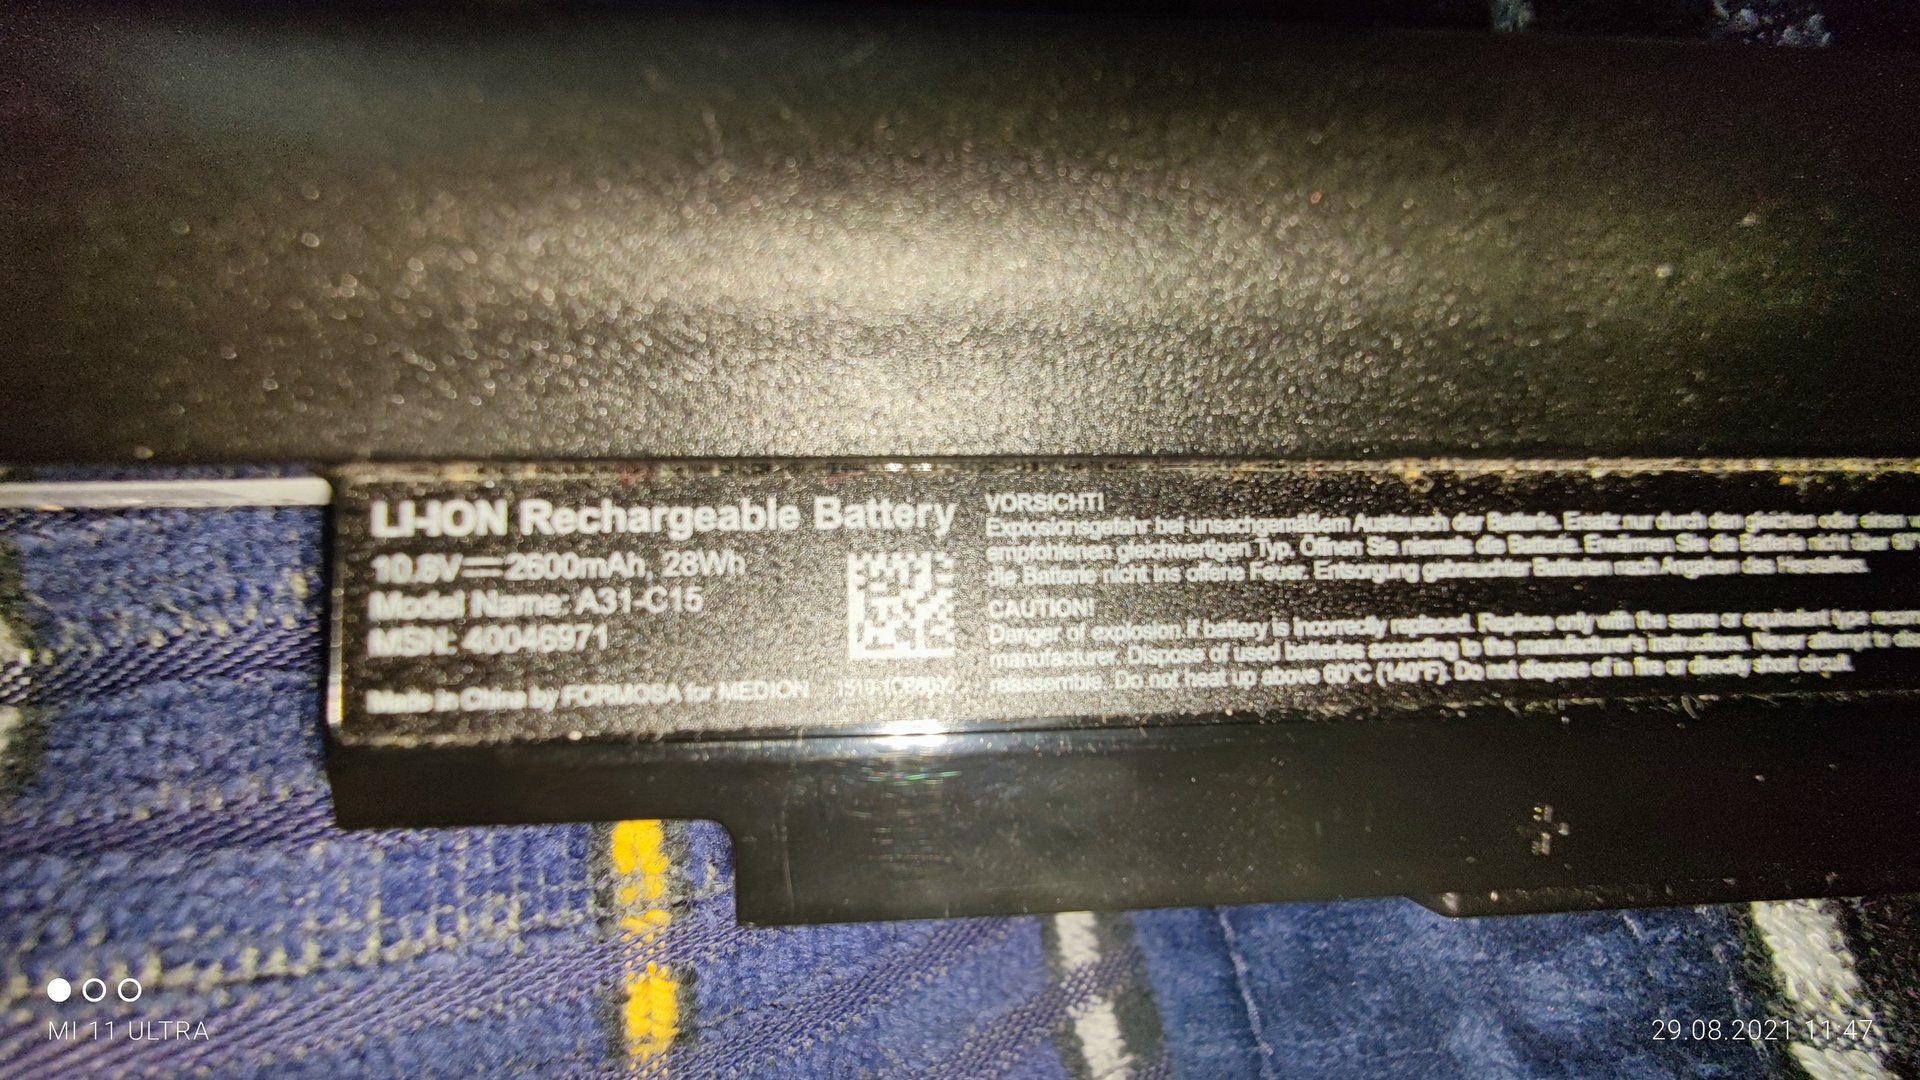 LI-ION Rechargeable Battery
10.8V 2600mAh, 28Wh
Model Name: A31-C15
MSN: 40046971
Made in China by FORMOSA for MEDION
VORSICHT!
Explosionsgefahr bei unsachgemäßem Austausch der Batterie. Ersatz nur durch den gleichen oder einen
empfohlenen gleichwertigen Typ. Öffnen Sie niemals die Batterie. Erwärmen Sie die Batterie nicht über
die Batterie nicht ins offene Feuer. Entsorgung gebrauchter Batterien nach Angaben des Herstellers.
CAUTION!
Danger of explosion if battery is incorrectly replaced. Replace only with the same or equivalent type
manufacturer. Dispose of used batteries according to the manufacturer's instructions. Never attempt to
reassemble. Do not heat up above 60°C (140°F). Do not dispose of in fire or directly short circuit.
MI 11 ULTRA
29.08.2021 11:47